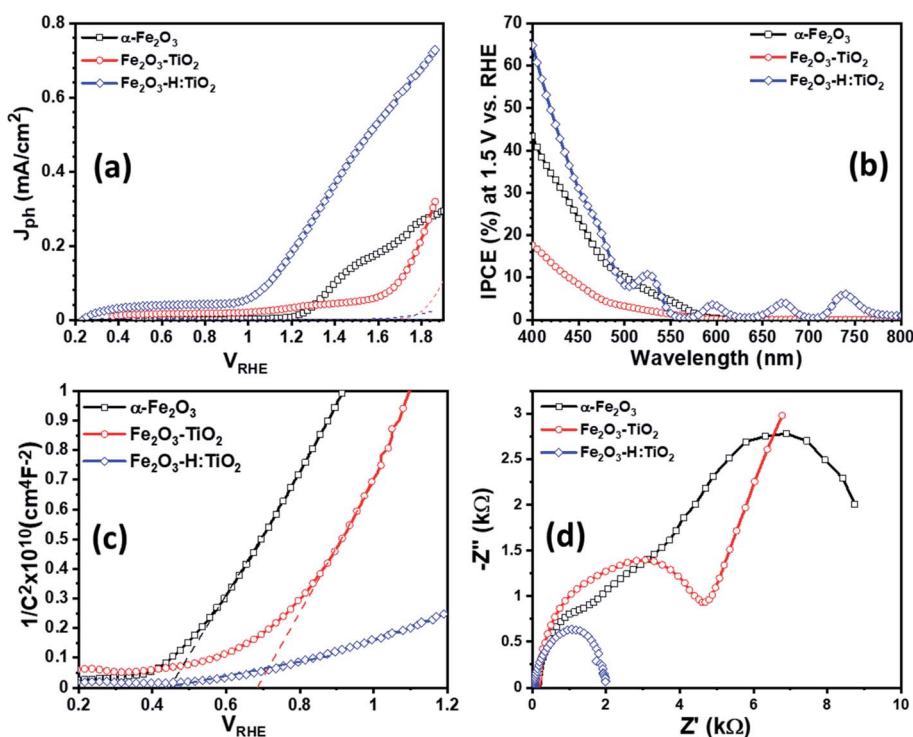 0.8
0.6
0.4
0.2
0.0
Jph (mA/cm²)
α-Fe₂O₃
Fe₂O₃-TiO₂
Fe₂O₃-H:TiO₂
(a)
0.2 0.4 0.6 0.8 1.0 1.2 1.4 1.6 1.8
V_RHE
70
60
50
40
30
20
10
0
IPCE (%) at 1.5 V vs. RHE
α-Fe₂O₃
Fe₂O₃-TiO₂
Fe₂O₃-H:TiO₂
(b)
400 450 500 550 600 650 700 750 800
Wavelength (nm)
1
0.9
0.8
0.7
0.6
0.5
0.4
0.3
0.2
0.1
0
1/C²x10¹⁰(cm⁴F-²)
α-Fe₂O₃
Fe₂O₃-TiO₂
Fe₂O₃-H:TiO₂
(c)
0.2 0.4 0.6 0.8 1 1.2
V_RHE
3
2.5
2
1.5
1
0.5
0
-Z'' (kΩ)
α-Fe₂O₃
Fe₂O₃-TiO₂
Fe₂O₃-H:TiO₂
(d)
0 2 4 6 8 10
Z' (kΩ)